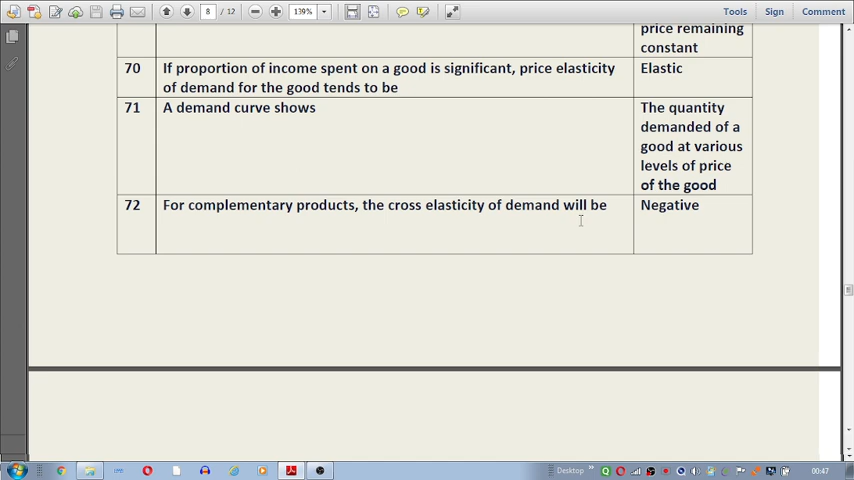 8 / 12
139%
Tools
Sign
Comment
price remaining
constant
70
If proportion of income spent on a good is significant, price elasticity
of demand for the good tends to be
Elastic
71
A demand curve shows
The quantity
demanded of a
good at various
levels of price
of the good
72
For complementary products, the cross elasticity of demand will be
Negative
Desktop
00:47